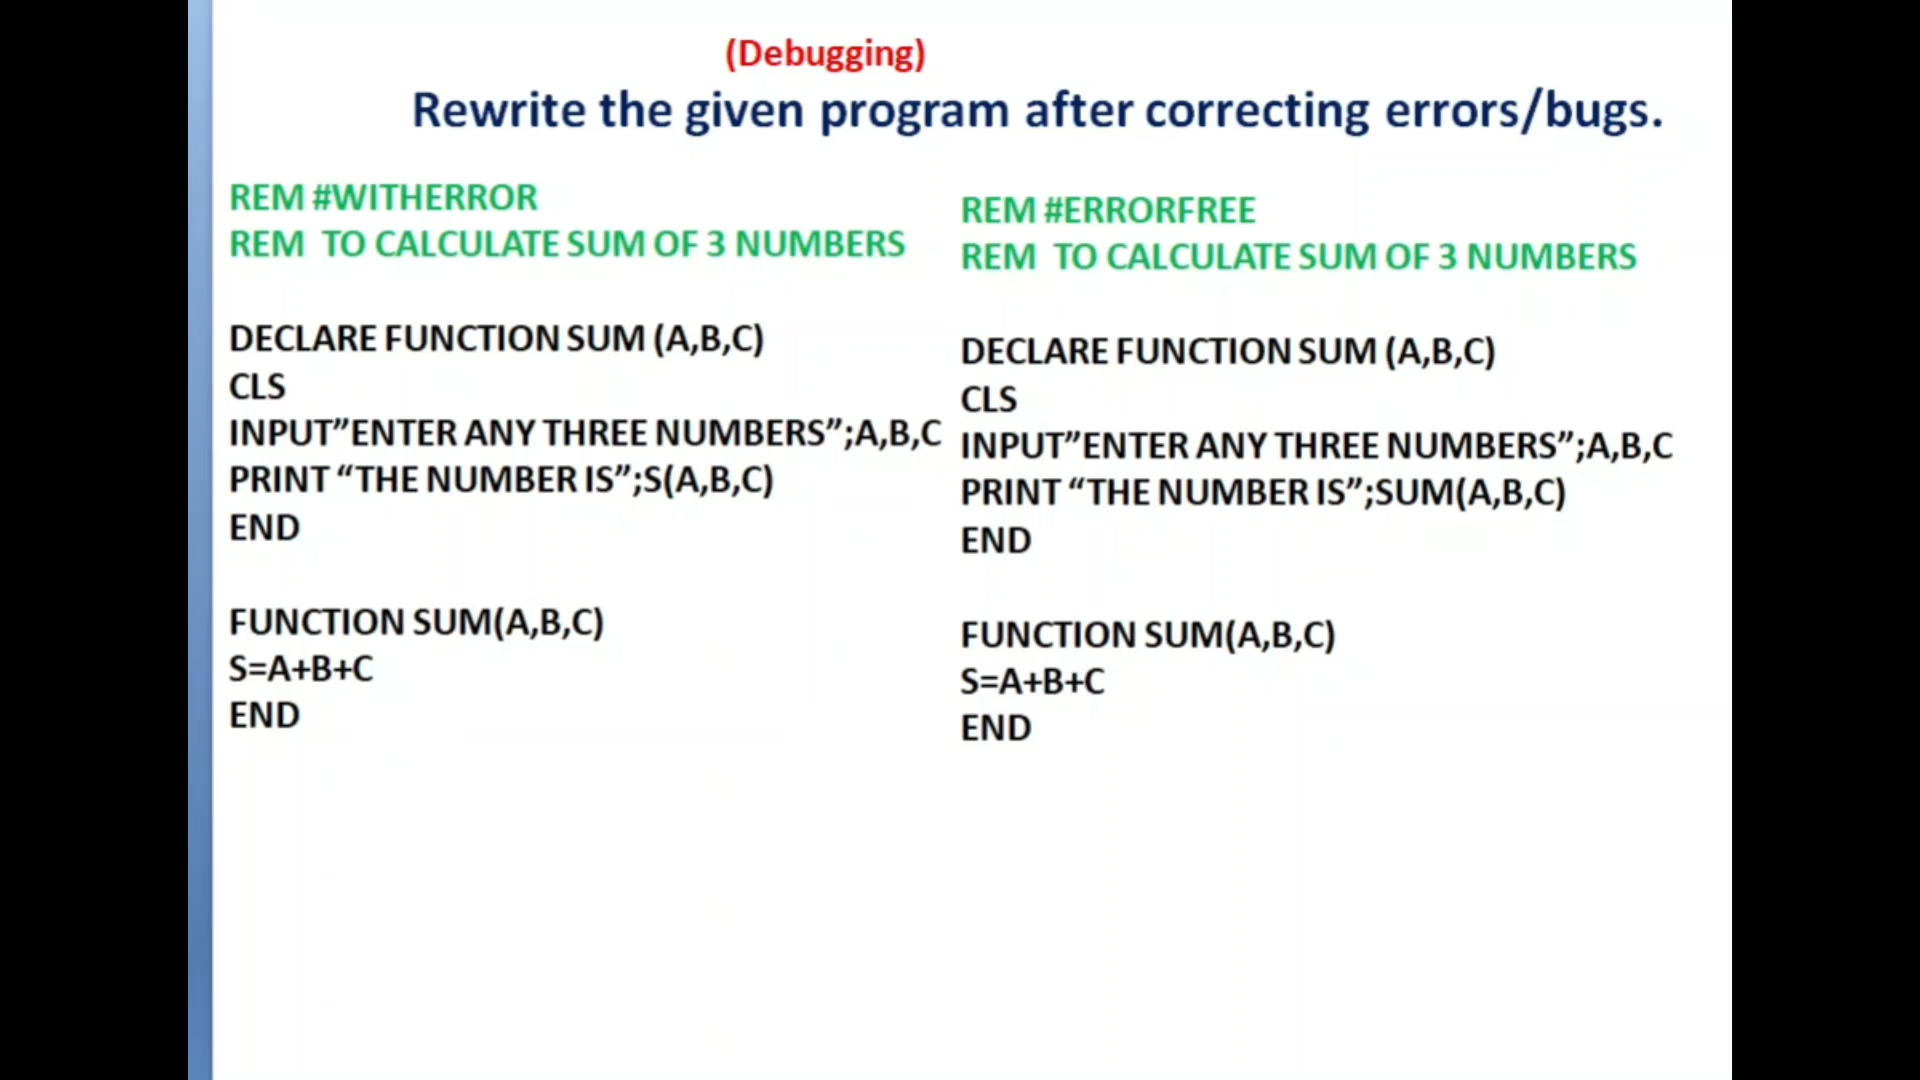 (Debugging)
Rewrite the given program after correcting errors/bugs.
REM #WITHERROR
REM  TO CALCULATE SUM OF 3 NUMBERS
DECLARE FUNCTION SUM (A,B,C)
CLS
INPUT”ENTER ANY THREE NUMBERS”;A,B,C
PRINT “THE NUMBER IS”;S(A,B,C)
END
FUNCTION SUM(A,B,C)
S=A+B+C
END
REM #ERRORFREE
REM  TO CALCULATE SUM OF 3 NUMBERS
DECLARE FUNCTION SUM (A,B,C)
CLS
INPUT”ENTER ANY THREE NUMBERS”;A,B,C
PRINT “THE NUMBER IS”;SUM(A,B,C)
END
FUNCTION SUM(A,B,C)
S=A+B+C
END